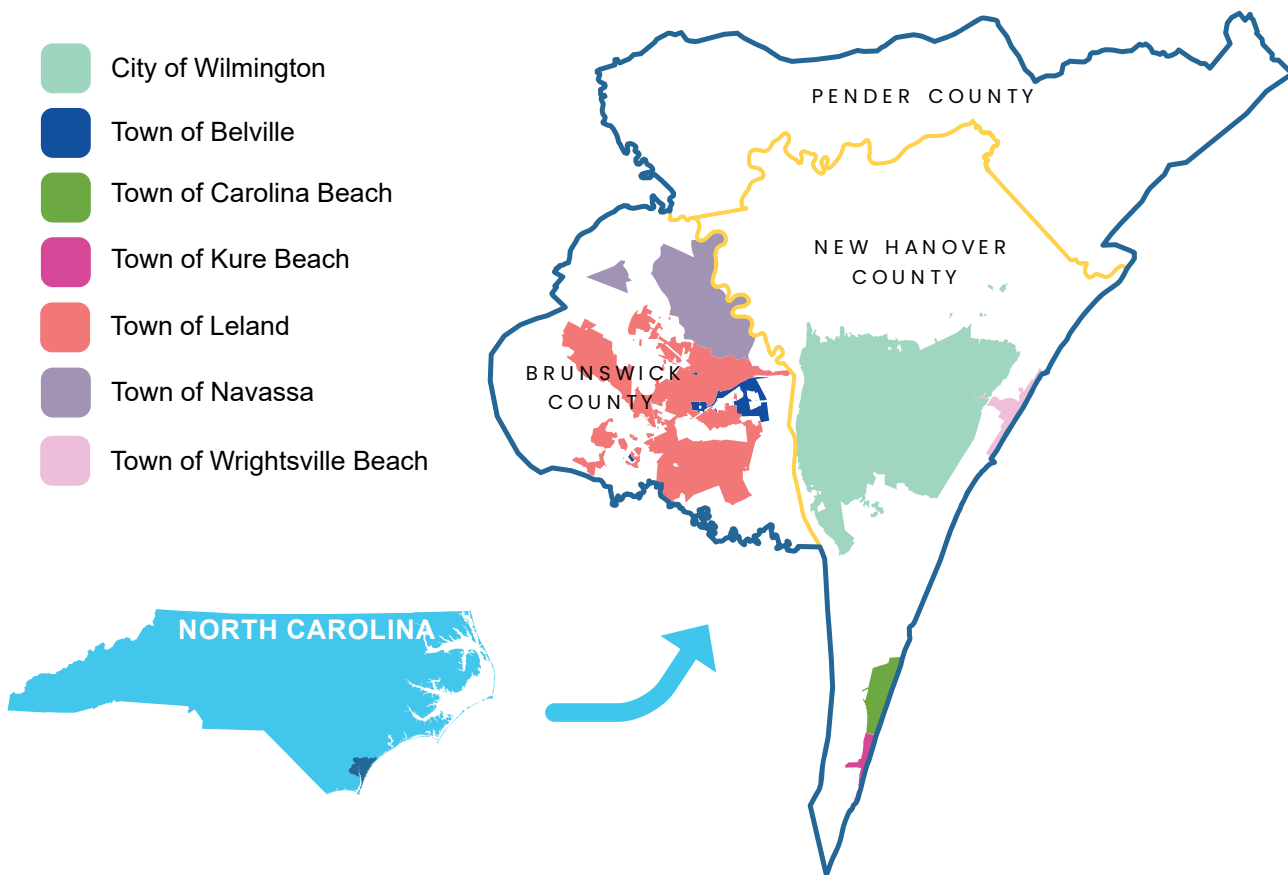 City of Wilmington
Town of Belville
Town of Carolina Beach
Town of Kure Beach
Town of Leland
Town of Navassa
Town of Wrightsville Beach
PENDER COUNTY
NEW HANOVER
COUNTY
BRUNSWICK
COUNTY
NORTH CAROLINA